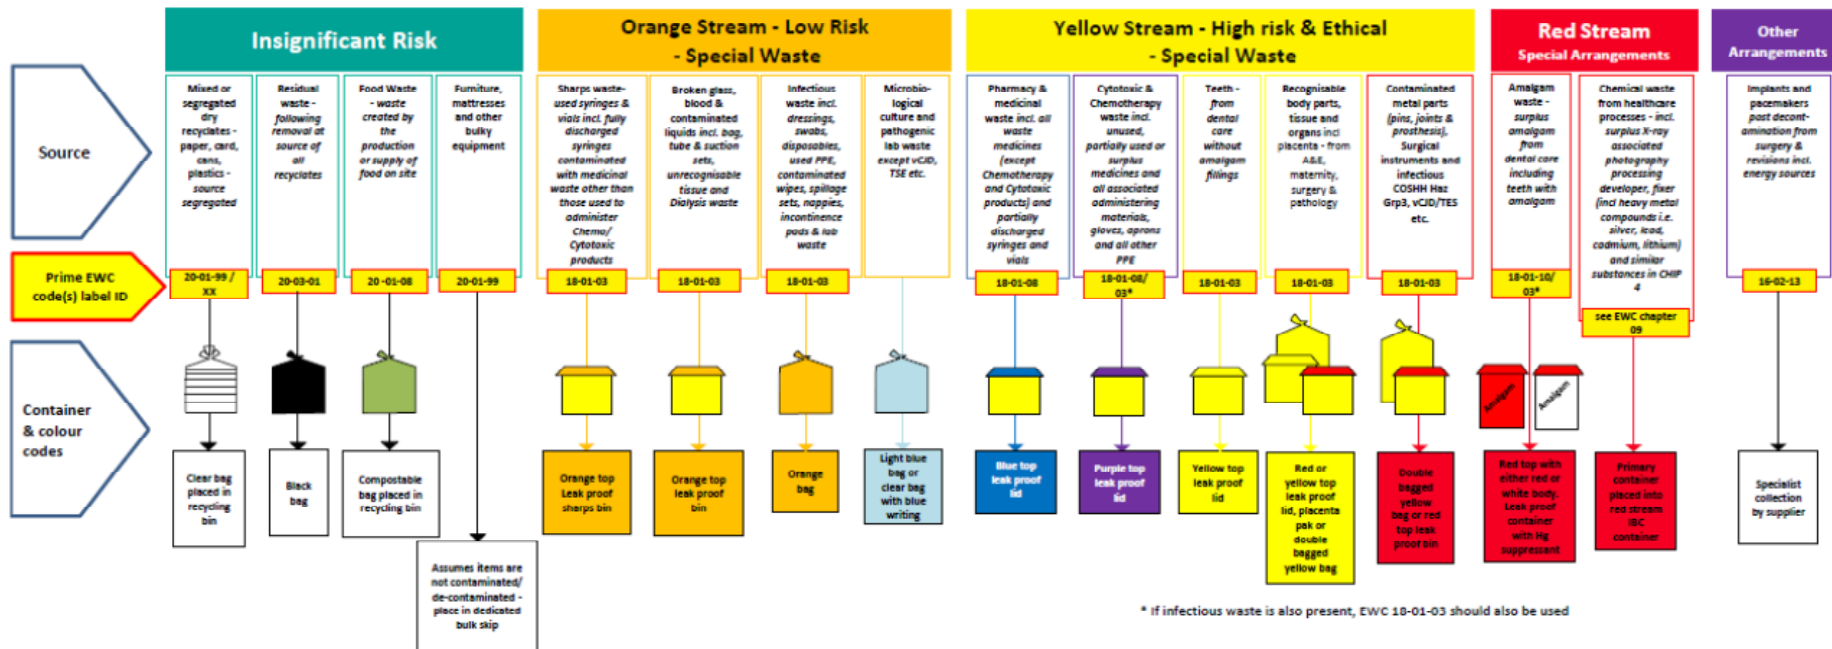 Insignificant Risk
Orange Stream - Low Risk
- Special Waste
Yellow Stream - High risk & Ethical
- Special Waste
Red Stream
Special Arrangements
Other
Arrangements
Source
Mixed or
segregated
dry
recyclates -
paper, card,
cans,
plastics -
source
segregated
Residual
waste -
following
removal at
source of
all
recyclates
Food Waste
- waste
created by
the
production
or supply of
food on site
Furniture,
mattresses
and other
bulky
equipment
Sharps waste-
used syringes &
vials incl. fully
discharged
syringes
contaminated
with medicinal
waste other than
those used to
administer
Chemo/
Cytotoxic
products
Broken glass,
blood &
contaminated
liquids incl. bag,
tube & suction
sets,
unrecognisable
tissue and
Dialysis waste
Infectious
waste incl.
dressings,
swabs,
disposables,
used PPE,
contaminated
wipes, spillage
sets, nappies,
incontinence
pads & lab
waste
Microbio-
logical
culture and
pathogenic
lab waste
except vCJD,
TSE etc.
Pharmacy &
medicinal
waste incl. all
waste
medicines
(except
Chemotherapy
and Cytotoxic
products) and
partially
discharged
syringes and
vials
Cytotoxic &
Chemotherapy
waste incl.
unused,
partially used or
surplus
medicines and
all associated
administering
materials,
gloves, aprons
and all other
PPE
Teeth -
from
dental
care
without
amalgam
fillings
Recognisable
body parts,
tissue and
organs incl
placenta - from
A&E,
maternity,
surgery &
pathology
Contaminated
metal parts
(pins, joints &
prosthesis),
Surgical
instruments and
infectious
COSHH Haz
Grp3, vCJD/TES
etc.
Amalgam
waste -
surplus
amalgam
from
dental care
including
teeth with
amalgam
Chemical waste
from healthcare
processes - incl.
surplus X-ray
associated
photography
processing
developer, fixer
(incl heavy metal
compounds i.e.
silver, lead,
cadmium, lithium)
and similar
substances in CHIP
4
Implants and
pacemakers
post decont-
amination from
surgery &
revisions incl.
energy sources
Prime EWC
code(s) label ID
20-01-99 /
XX
20-03-01
20 -01-08
20-01-99
18-01-03
18-01-03
18-01-03
18-01-08
18-01-08/
03*
18-01-03
18-01-03
18-01-03
18-01-10/
03*
see EWC chapter
09
16-02-13
Container
& colour
codes
Amalgam
Amalgam
Clear bag
placed in
recycling
bin
Black
bag
Compostable
bag placed in
recycling bin
Assumes items are
not contaminated/
de-contaminated -
place in dedicated
bulk skip
Orange top
Leak proof
sharps bin
Orange top
leak proof
bin
Orange
bag
Light blue
bag or
clear bag
with blue
writing
Blue top
leak proof
lid
Purple top
leak proof
lid
Yellow top
leak proof
lid
Red or
yellow top
leak proof
lid, placenta
pak or
double
bagged
yellow bag
Double
bagged
yellow
bag or red
top leak
proof bin
Red top with
either red or
white body.
Leak proof
container
with Hg
suppressant
Primary
container
placed into
red stream
IBC
container
Specialist
collection
by supplier
* If infectious waste is also present, EWC 18-01-03 should also be used